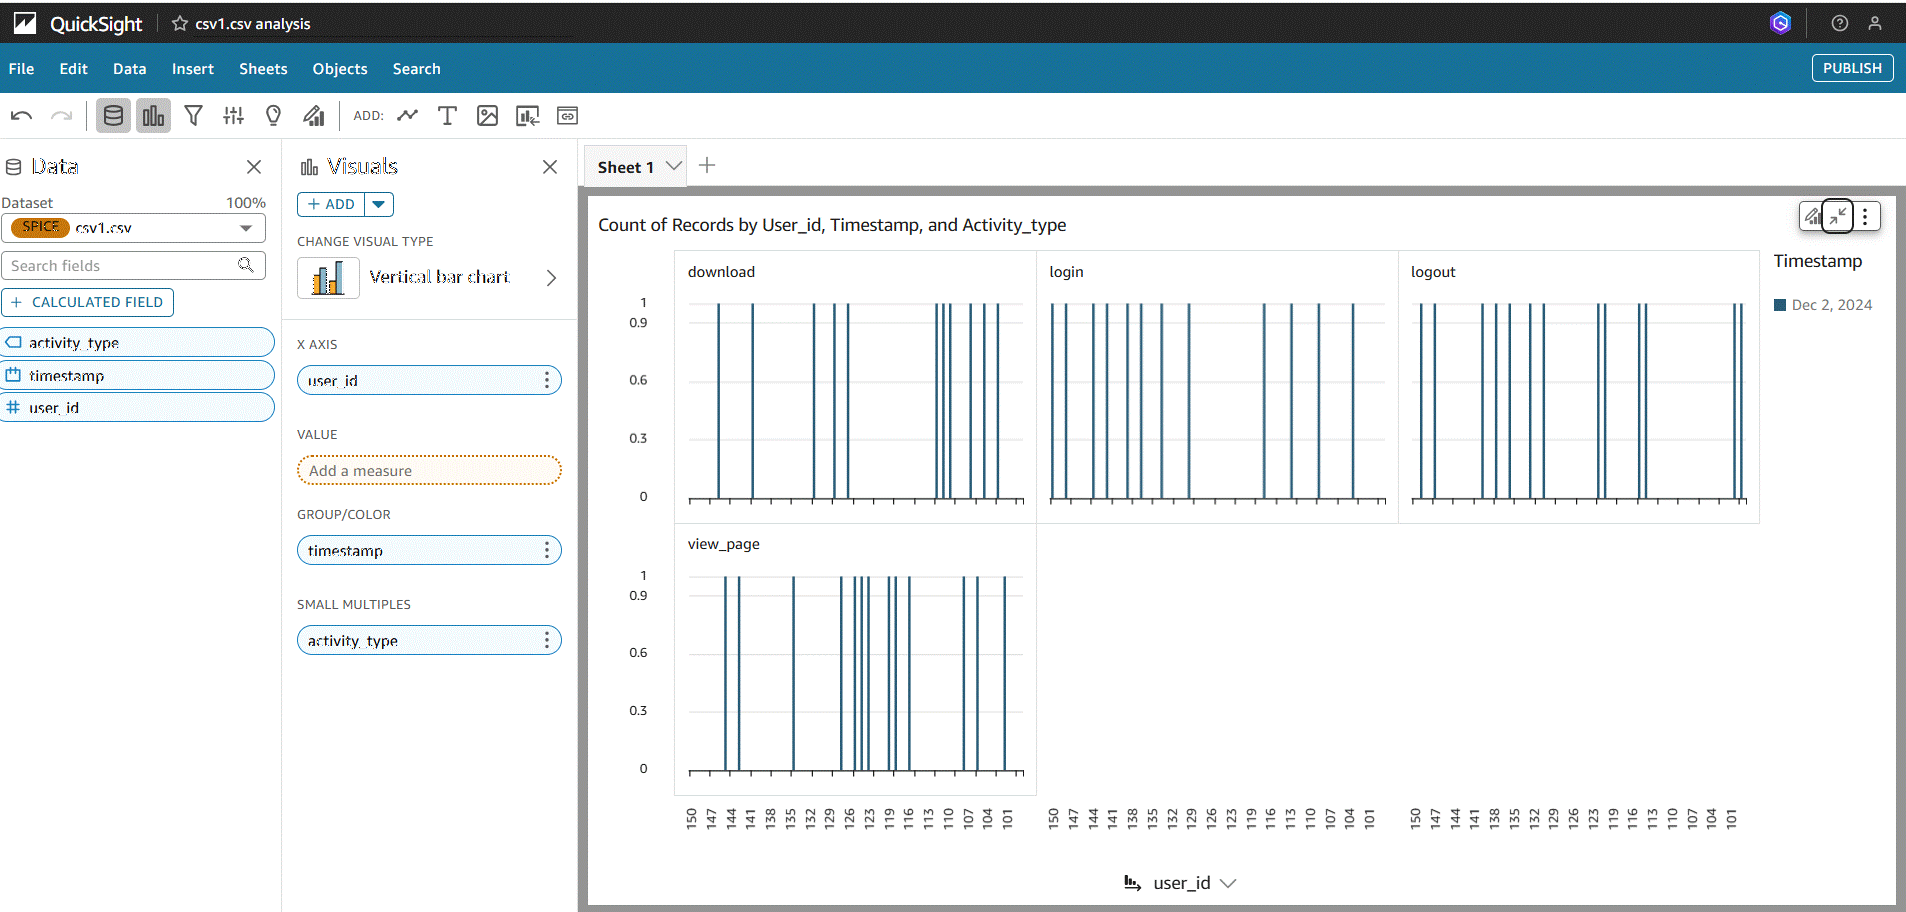 QuickSight
csv1.csv analysis
File Edit Data Insert Sheets Objects Search
PUBLISH
ADD:
Data
Dataset 100%
SPICE csv1.csv
Search fields
+ CALCULATED FIELD
activity_type
timestamp
user_id
Visuals
+ ADD
CHANGE VISUAL TYPE
Vertical bar chart
X AXIS
user_id
VALUE
Add a measure
GROUP/COLOR
timestamp
SMALL MULTIPLES
activity_type
Sheet 1
Count of Records by User_id, Timestamp, and Activity_type
download
login
logout
1
0.9
0.6
0.3
0
view_page
1
0.9
0.6
0.3
0
150 147 144 141 138 135 132 129 126 123 119 116 113 110 107 104 101
150 147 144 141 138 135 132 129 126 123 119 116 113 110 107 104 101
150 147 144 141 138 135 132 129 126 123 119 116 113 110 107 104 101
user_id
Timestamp
Dec 2, 2024